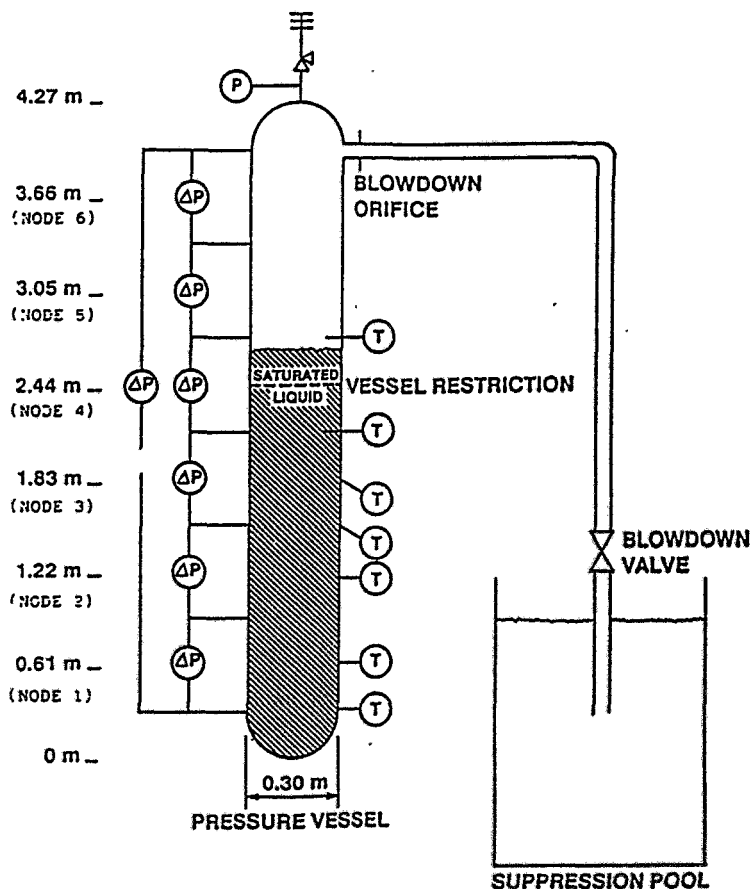 P
4.27 m
BLOWDOWN
ORIFICE
3.66 m
(NODE 6)
ΔP
3.05 m
(NODE 5)
ΔP
T
SATURATED
LIQUID
VESSEL RESTRICTION
2.44 m
(NODE 4)
ΔP
ΔP
T
1.83 m
(NODE 3)
ΔP
T
T
BLOWDOWN
VALVE
1.22 m
(NODE 2)
ΔP
T
0.61 m
(NODE 1)
ΔP
T
T
0 m
0.30 m
PRESSURE VESSEL
SUPPRESSION POOL